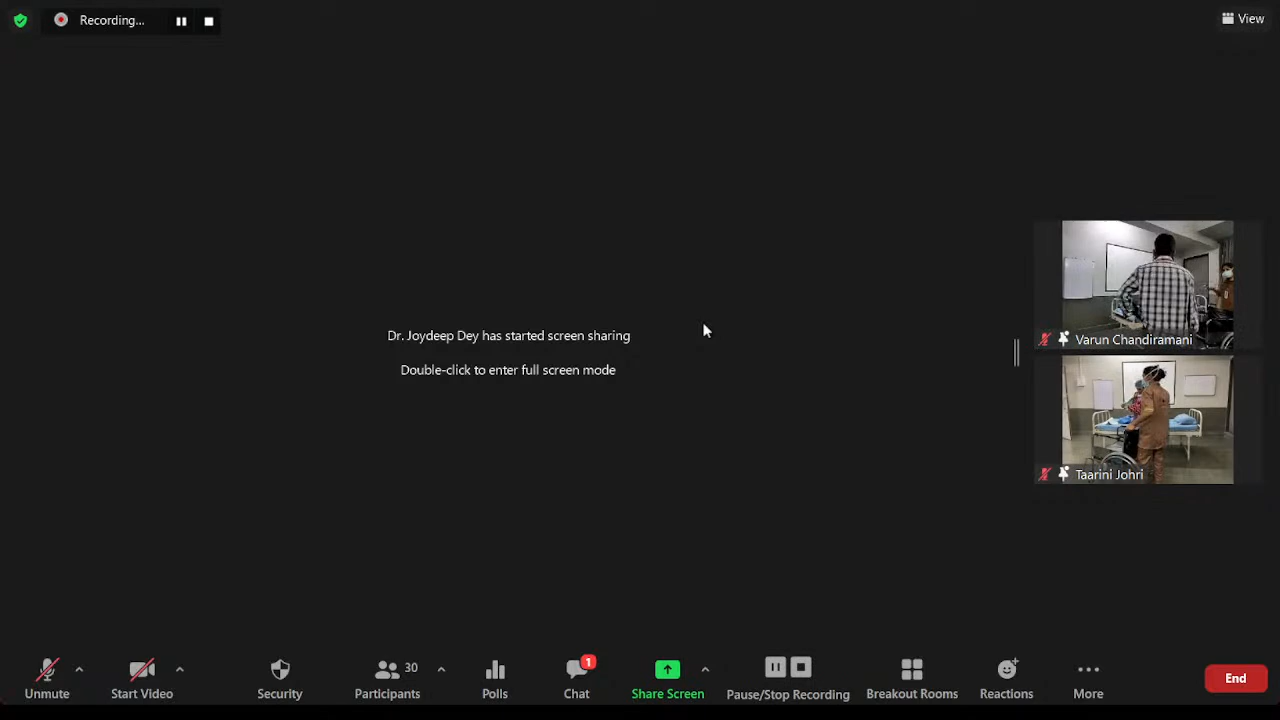 Recording...
View
Dr. Joydeep Dey has started screen sharing
Double-click to enter full screen mode
Varun Chandiramani
Taarini Johri
30
1
Unmute
Start Video
Security
Participants
Polls
Chat
Share Screen
Pause/Stop Recording
Breakout Rooms
Reactions
More
End